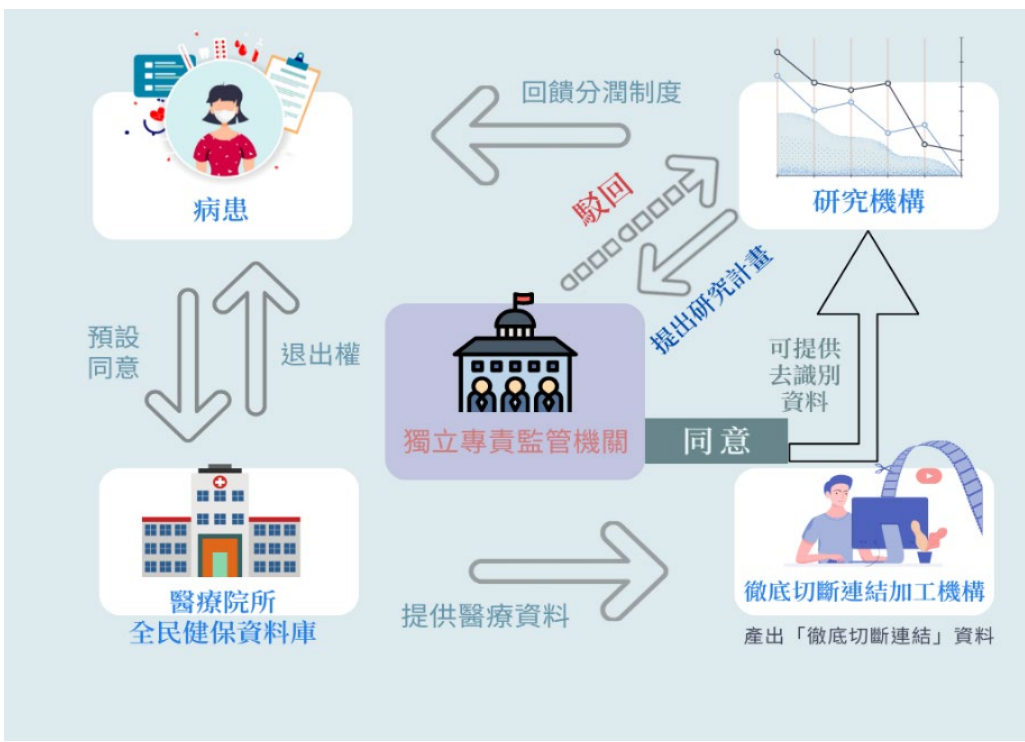 回饋分潤制度
病患
研究機構
駁回
提出研究計畫
預設
同意
退出權
可提供
去識別
資料
獨立專責監管機關
同意
醫療院所
全民健保資料庫
提供醫療資料
徹底切斷連結加工機構
產出「徹底切斷連結」資料